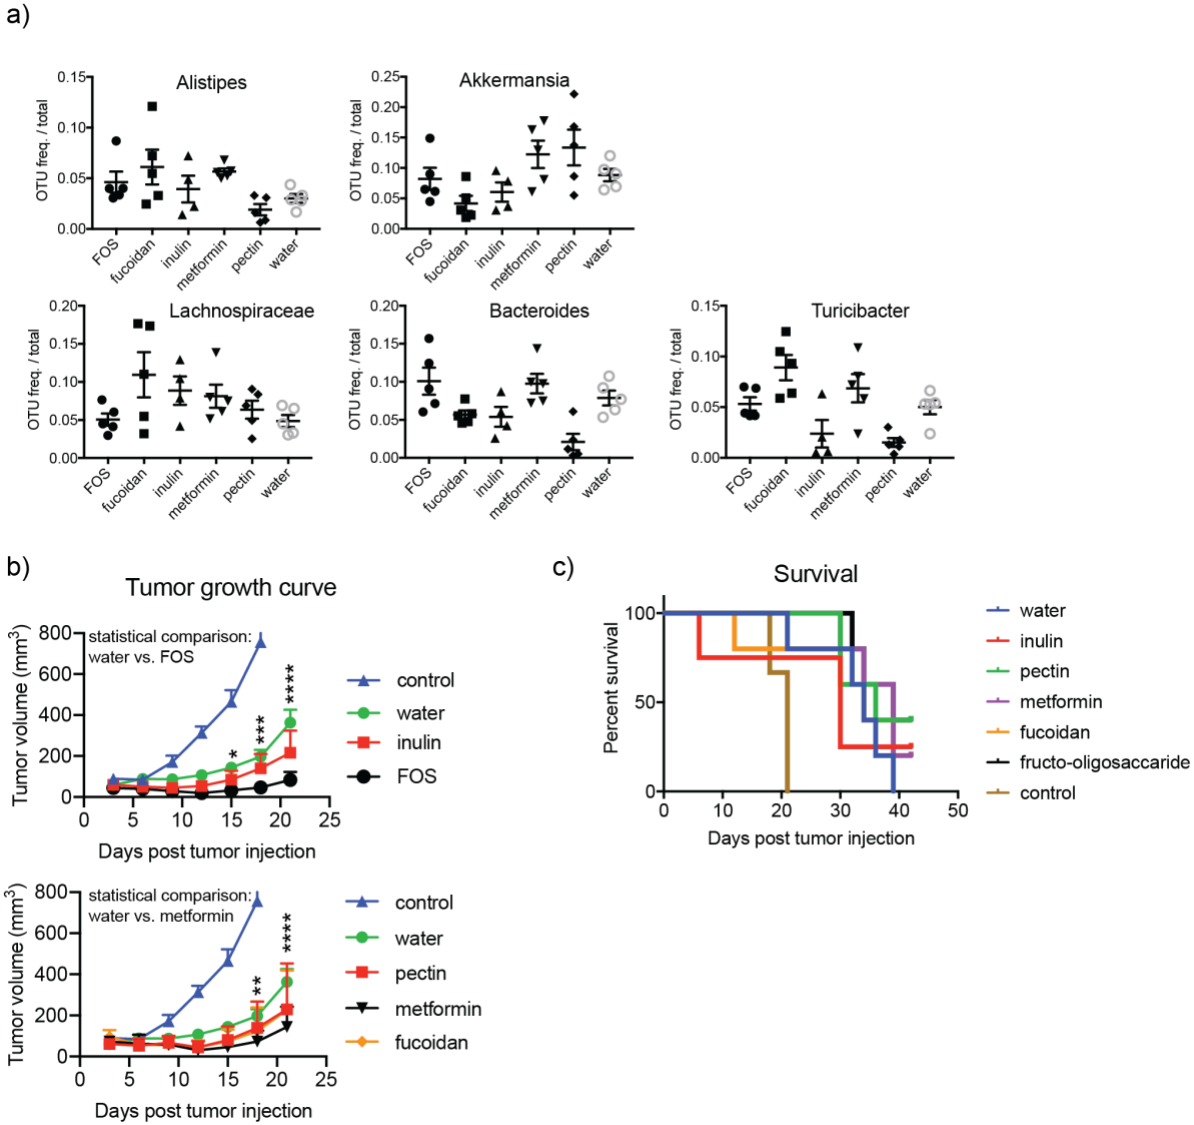 a)
Alistipes
OTU freq. / total
0.15
0.10
0.05
0.00
FOS
fucoidan
inulin
metformin
pectin
water
Akkermansia
OTU freq. / total
0.25
0.20
0.15
0.10
0.05
0.00
FOS
fucoidan
inulin
metformin
pectin
water
Lachnospiraceae
OTU freq. / total
0.20
0.15
0.10
0.05
0.00
FOS
fucoidan
inulin
metformin
pectin
water
Bacteroides
OTU freq. / total
0.20
0.15
0.10
0.05
0.00
FOS
fucoidan
inulin
metformin
pectin
water
Turicibacter
OTU freq. / total
0.15
0.10
0.05
0.00
FOS
fucoidan
inulin
metformin
pectin
water
b)
Tumor growth curve
Tumor volume (mm³)
800
600
400
200
0
statistical comparison:
water vs. FOS
*
***
****
0 5 10 15 20 25
Days post tumor injection
control
water
inulin
FOS
Tumor volume (mm³)
800
600
400
200
0
statistical comparison:
water vs. metformin
**
****
0 5 10 15 20 25
Days post tumor injection
control
water
pectin
metformin
fucoidan
c)
Survival
Percent survival
100
50
0
0 10 20 30 40 50
Days post tumor injection
water
inulin
pectin
metformin
fucoidan
fructo-oligosaccaride
control